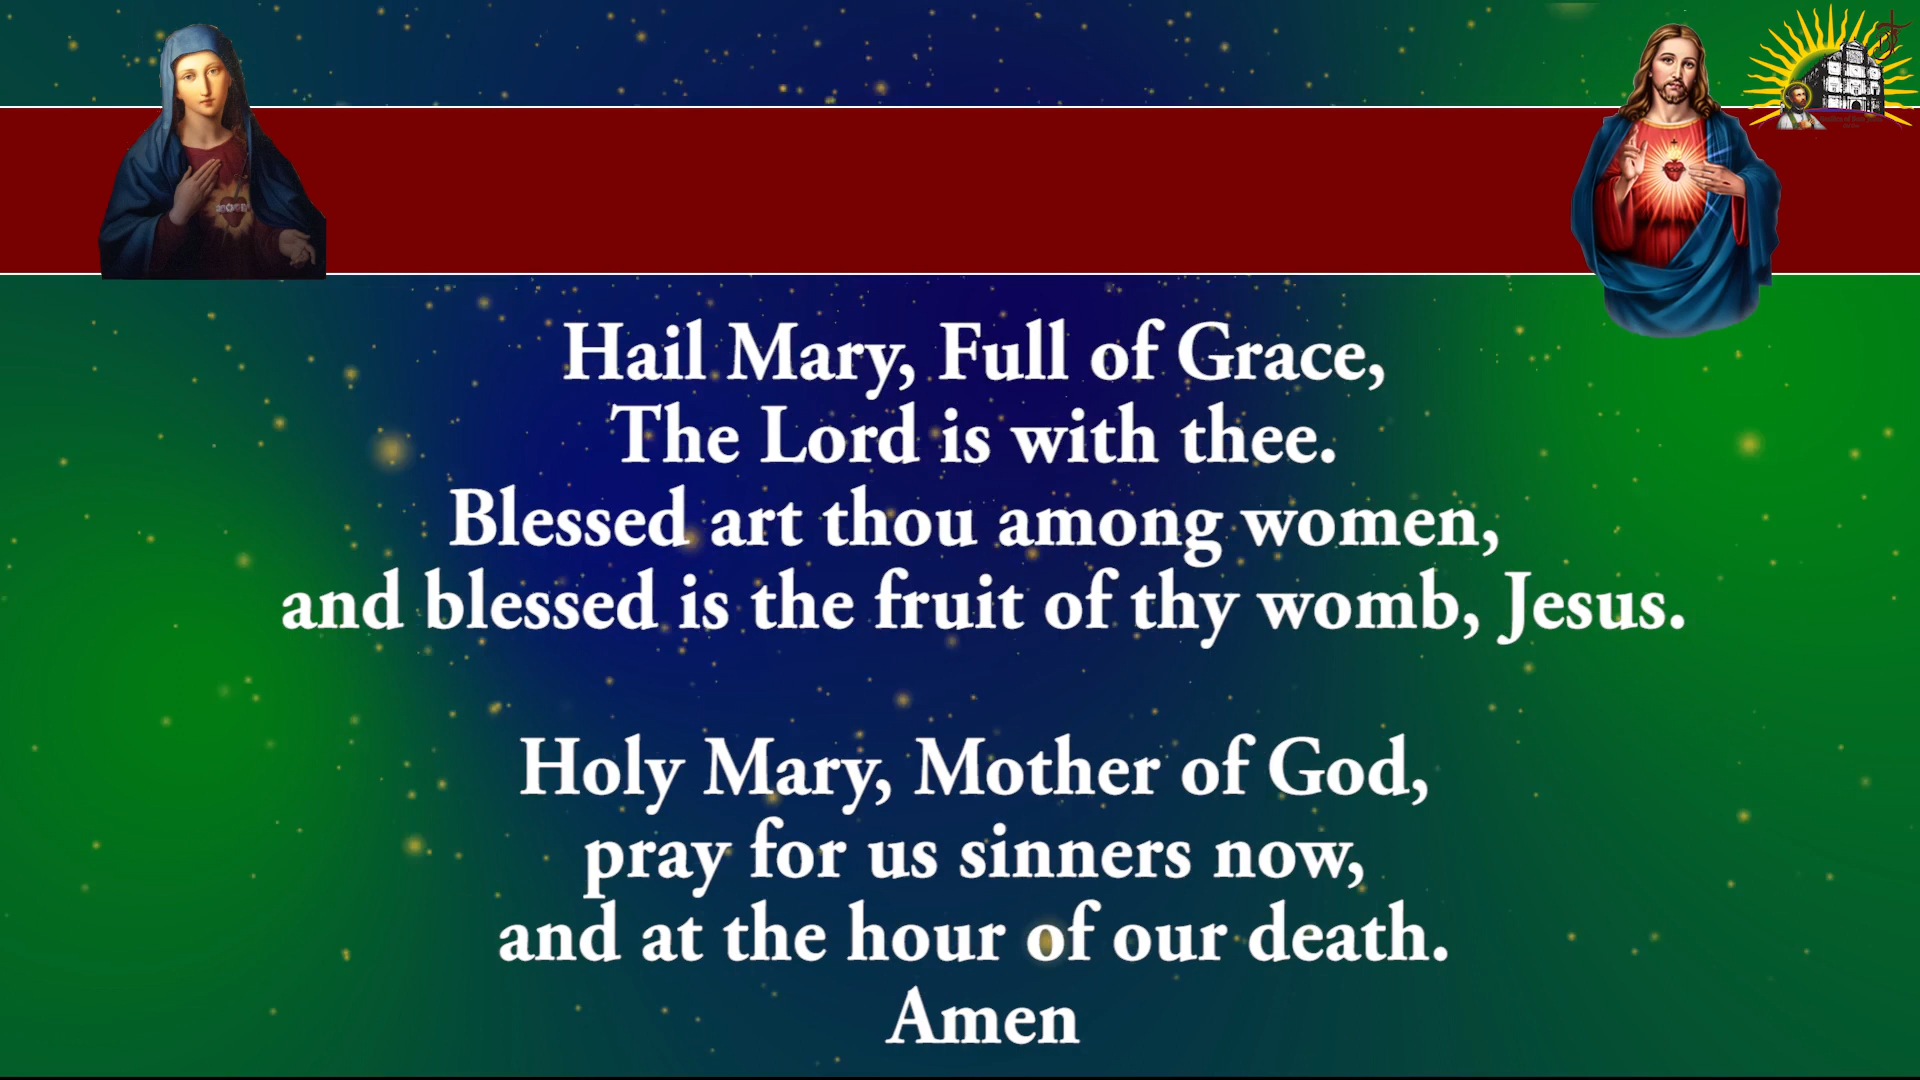 Hail Mary, Full of Grace,
The Lord is with thee.
Blessed art thou among women,
and blessed is the fruit of thy womb, Jesus.
Holy Mary, Mother of God,
pray for us sinners now,
and at the hour of our death.
Amen